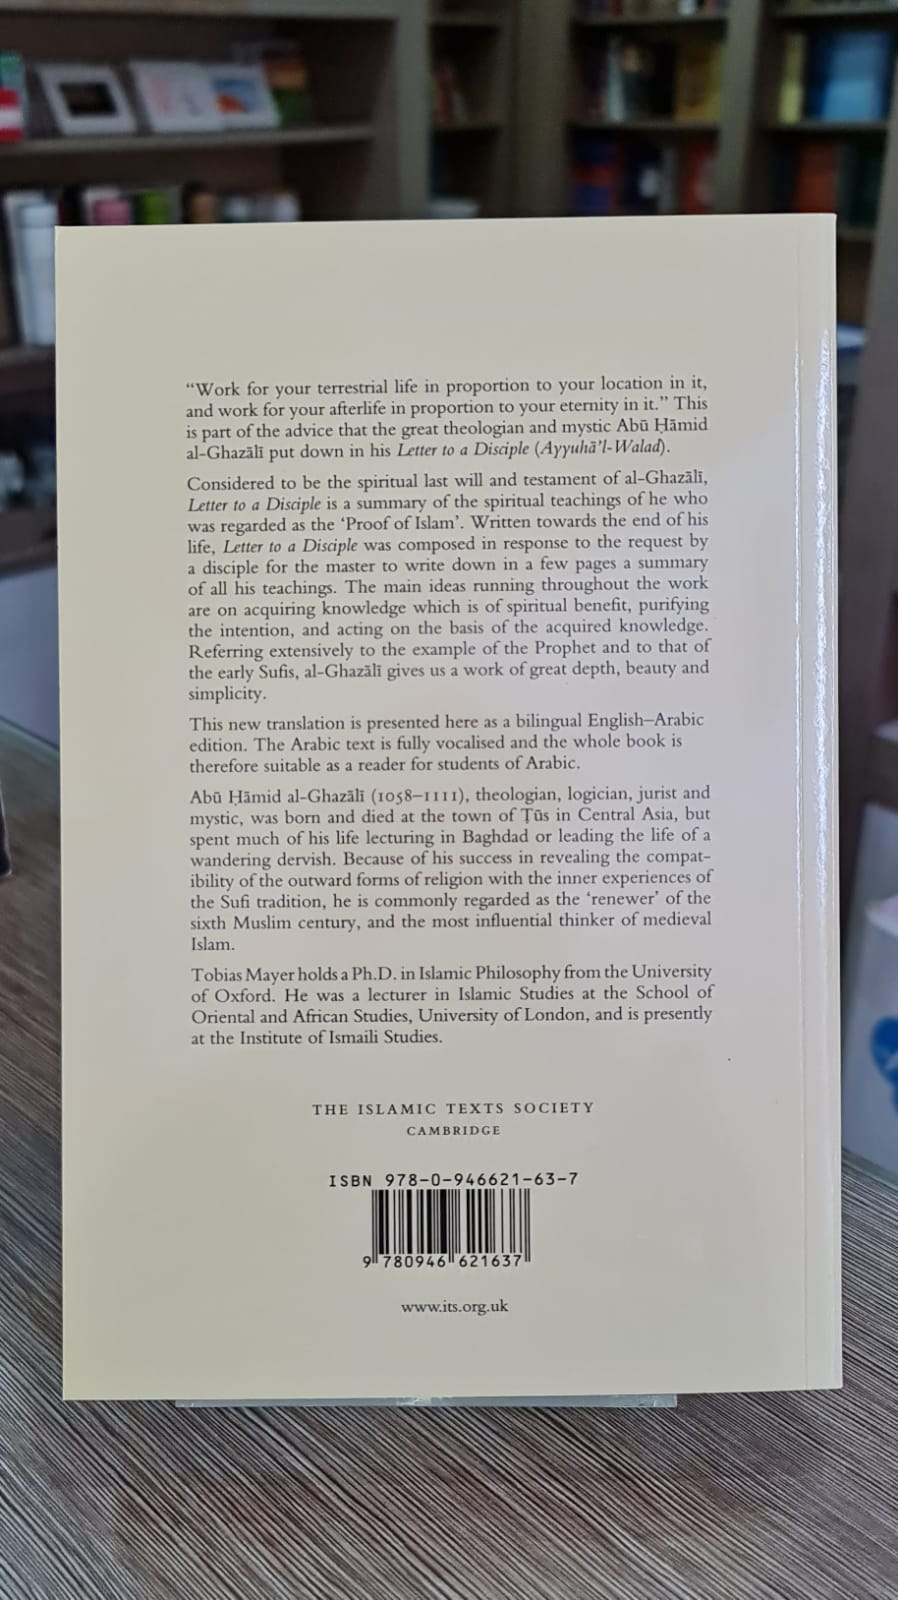 “Work for your terrestrial life in proportion to your location in it,
and work for your afterlife in proportion to your eternity in it.” This
is part of the advice that the great theologian and mystic Abū Ḥāmid
al-Ghazālī put down in his Letter to a Disciple (Ayyuhā’l-Walad).
Considered to be the spiritual last will and testament of al-Ghazālī,
Letter to a Disciple is a summary of the spiritual teachings of he who
was regarded as the ‘Proof of Islam’. Written towards the end of his
life, Letter to a Disciple was composed in response to the request by
a disciple for the master to write down in a few pages a summary
of all his teachings. The main ideas running throughout the work
are on acquiring knowledge which is of spiritual benefit, purifying
the intention, and acting on the basis of the acquired knowledge.
Referring extensively to the example of the Prophet and to that of
the early Sufis, al-Ghazālī gives us a work of great depth, beauty and
simplicity.
This new translation is presented here as a bilingual English–Arabic
edition. The Arabic text is fully vocalised and the whole book is
therefore suitable as a reader for students of Arabic.
Abū Ḥāmid al-Ghazālī (1058–1111), theologian, logician, jurist and
mystic, was born and died at the town of Ṭūs in Central Asia, but
spent much of his life lecturing in Baghdad or leading the life of a
wandering dervish. Because of his success in revealing the compat-
ibility of the outward forms of religion with the inner experiences of
the Sufi tradition, he is commonly regarded as the ‘renewer’ of the
sixth Muslim century, and the most influential thinker of medieval
Islam.
Tobias Mayer holds a Ph.D. in Islamic Philosophy from the University
of Oxford. He was a lecturer in Islamic Studies at the School of
Oriental and African Studies, University of London, and is presently
at the Institute of Ismaili Studies.
THE ISLAMIC TEXTS SOCIETY
CAMBRIDGE
ISBN 978-0-946621-63-7
9 780946 621637
www.its.org.uk